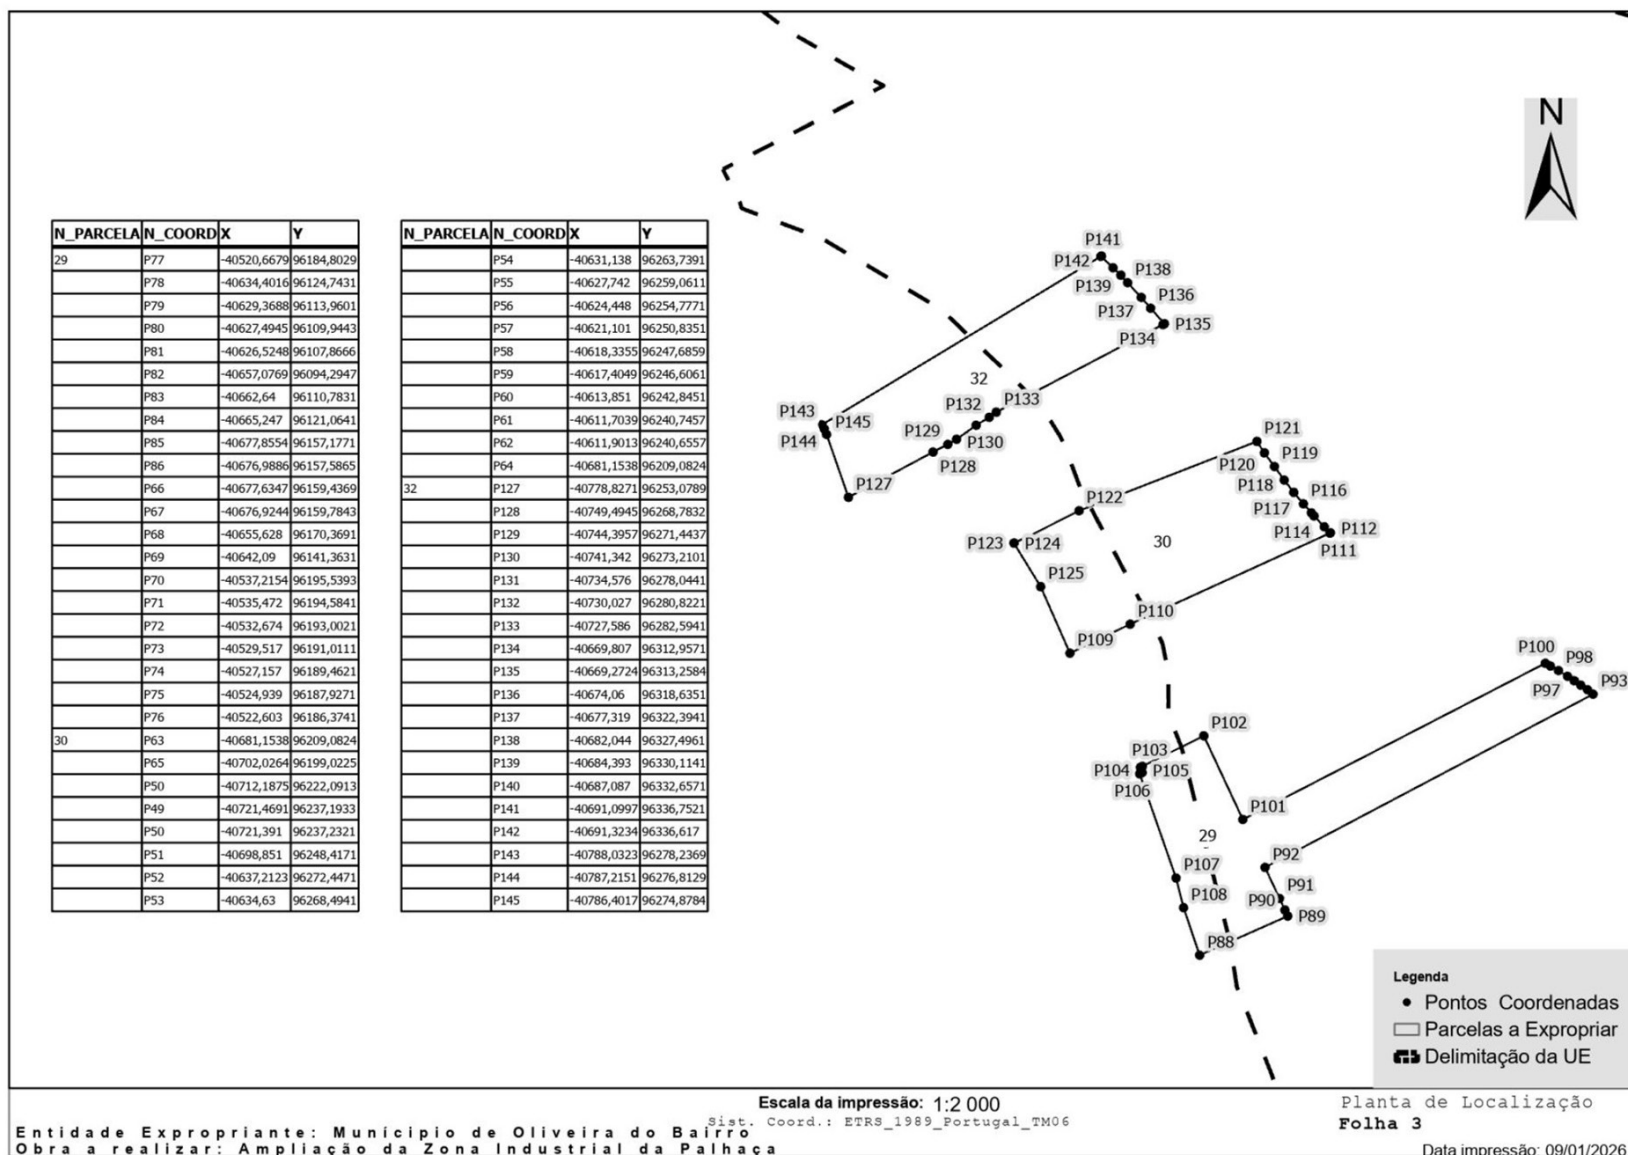 N_PARCELA N_COORD X Y
29 P77 -40520,6679 96184,8029
P78 -40634,4016 96124,7431
P79 -40629,3688 96113,9601
P80 -40627,4945 96109,9443
P81 -40626,5248 96107,8666
P82 -40657,0769 96094,2947
P83 -40662,64 96110,7831
P84 -40665,247 96121,0641
P85 -40677,8554 96157,1771
P86 -40676,9886 96157,5865
P66 -40677,6347 96159,4369
P67 -40676,9244 96159,7843
P68 -40655,628 96170,3691
P69 -40642,09 96141,3631
P70 -40537,2154 96195,5393
P71 -40535,472 96194,5841
P72 -40532,674 96193,0021
P73 -40529,517 96191,0111
P74 -40527,157 96189,4621
P75 -40524,939 96187,9271
P76 -40522,603 96186,3741
30 P63 -40681,1538 96209,0824
P65 -40702,0264 96199,0225
P50 -40712,1875 96222,0913
P49 -40721,4691 96237,1933
P50 -40721,391 96237,2321
P51 -40698,851 96248,4171
P52 -40637,2123 96272,4471
P53 -40634,63 96268,4941
N_PARCELA N_COORD X Y
P54 -40631,138 96263,7391
P55 -40627,742 96259,0611
P56 -40624,448 96254,7771
P57 -40621,101 96250,8351
P58 -40618,3355 96247,6859
P59 -40617,4049 96246,6061
P60 -40613,851 96242,8451
P61 -40611,7039 96240,7457
P62 -40611,9013 96240,6557
P64 -40681,1538 96209,0824
32 P127 -40778,8271 96253,0789
P128 -40749,4945 96268,7832
P129 -40744,3957 96271,4437
P130 -40741,342 96273,2101
P131 -40734,576 96278,0441
P132 -40730,027 96280,8221
P133 -40727,586 96282,5941
P134 -40669,807 96312,9571
P135 -40669,2724 96313,2584
P136 -40674,06 96318,6351
P137 -40677,319 96322,3941
P138 -40682,044 96327,4961
P139 -40684,393 96330,1141
P140 -40687,087 96332,6571
P141 -40691,0997 96336,7521
P142 -40691,3234 96336,617
P143 -40788,0323 96278,2369
P144 -40787,2151 96276,8129
P145 -40786,4017 96274,8784
N
P141
P142
P138
P139
P136
P137
P135
P134
32
P133
P132
P143
P145
P144
P129
P130
P128
P127
P121
P119
P120
P118
P116
P117
P114
P112
P111
P122
P123
P124
30
P125
P110
P109
P100
P98
P97
P93
P102
P103
P104
P105
P106
P101
29
P92
P107
P91
P90
P108
P89
P88
Legenda
Pontos Coordenadas
Parcelas a Expropriar
Delimitação da UE
Escala da impressão: 1:2 000
Sist. Coord.: ETRS_1989_Portugal_TM06
Planta de Localização
Folha 3
Entidade Expropriante: Munícipio de Oliveira do Bairro
Obra a realizar: Ampliação da Zona Industrial da Palhaça
Data impressão: 09/01/2026